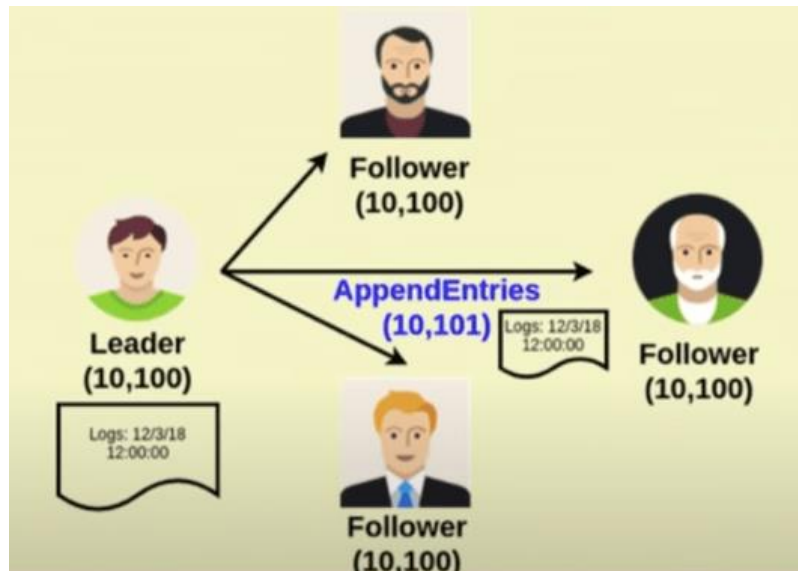 Follower
(10,100)
AppendEntries
(10,101)
Logs: 12/3/18
12:00:00
Leader
(10,100)
Follower
(10,100)
Logs: 12/3/18
12:00:00
Follower
(10,100)